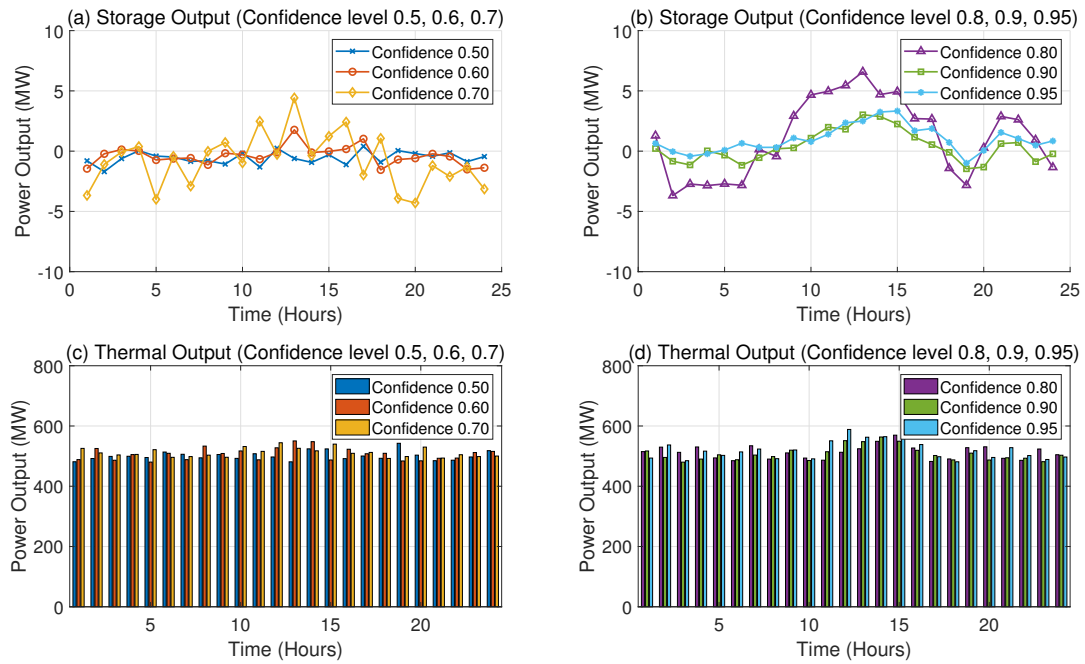 (a) Storage Output (Confidence level 0.5, 0.6, 0.7)
10
5
0
-5
-10
Power Output (MW)
Confidence 0.50
Confidence 0.60
Confidence 0.70
0 5 10 15 20 25
Time (Hours)
(b) Storage Output (Confidence level 0.8, 0.9, 0.95)
10
5
0
-5
-10
Power Output (MW)
Confidence 0.80
Confidence 0.90
Confidence 0.95
0 5 10 15 20 25
Time (Hours)
(c) Thermal Output (Confidence level 0.5, 0.6, 0.7)
800
600
400
200
0
Power Output (MW)
Confidence 0.50
Confidence 0.60
Confidence 0.70
5 10 15 20
Time (Hours)
(d) Thermal Output (Confidence level 0.8, 0.9, 0.95)
800
600
400
200
0
Power Output (MW)
Confidence 0.80
Confidence 0.90
Confidence 0.95
5 10 15 20
Time (Hours)